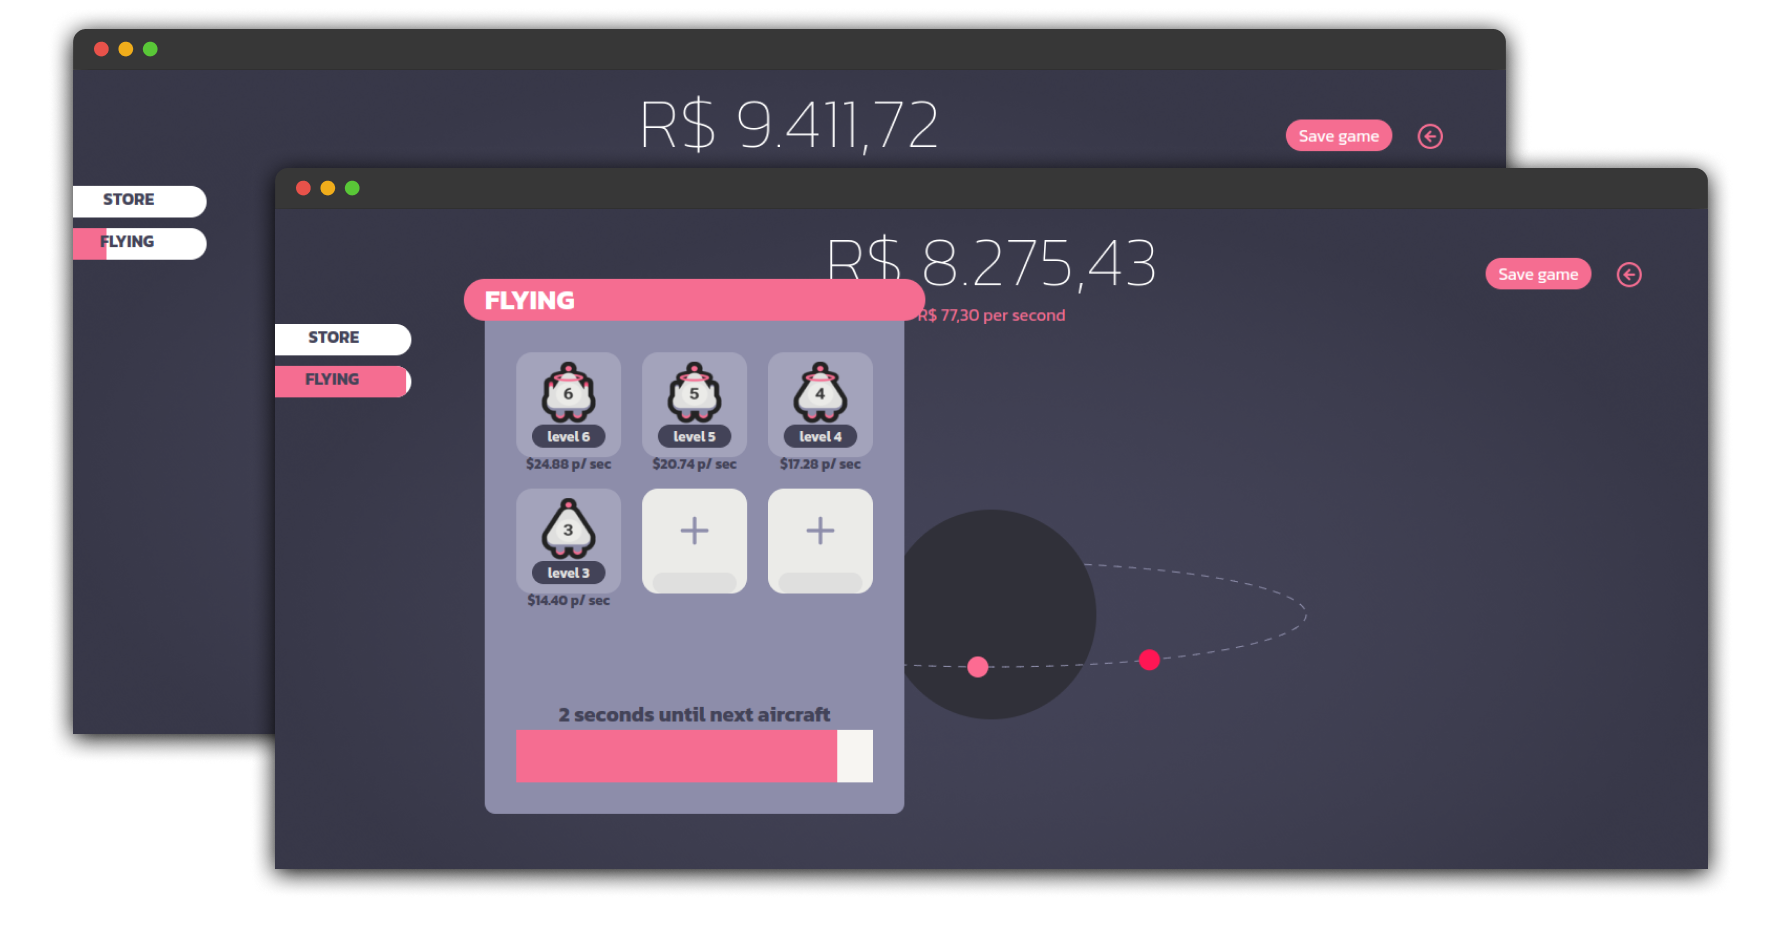 R$ 9.411,72
Save game
STORE
FLYING
R$ 8.275,43
Save game
R$ 77,30 per second
STORE
FLYING
FLYING
6
5
4
level 6
level 5
level 4
$24.88 p/ sec
$20.74 p/ sec
$17.28 p/ sec
3
level 3
$14.40 p/ sec
2 seconds until next aircraft